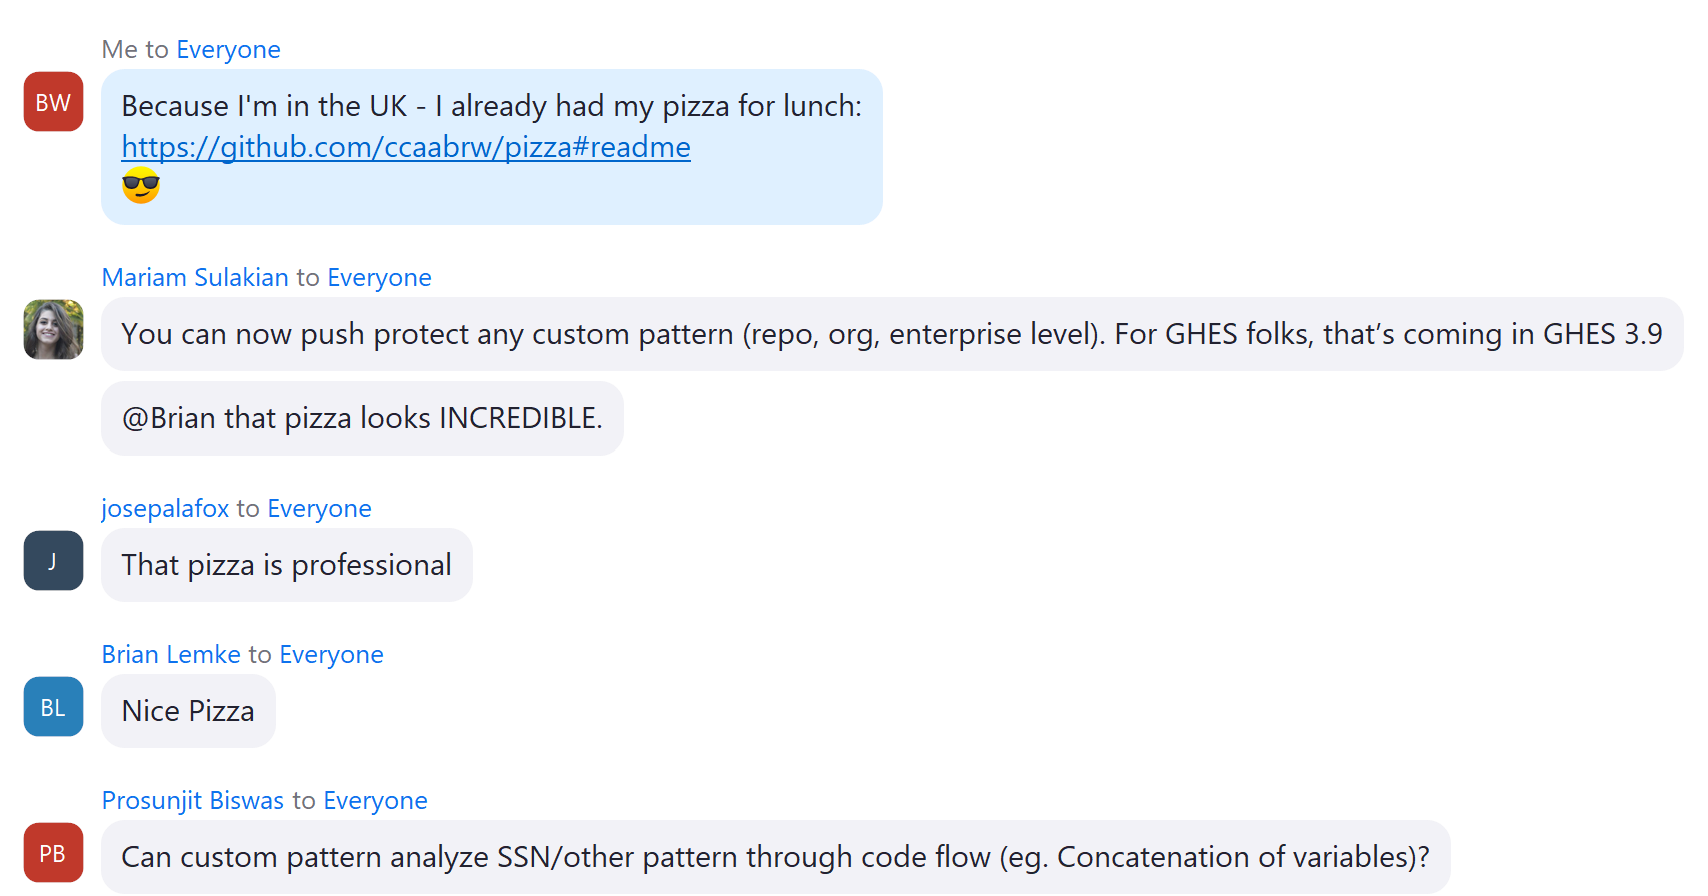 Me to Everyone
BW
Because I'm in the UK - I already had my pizza for lunch:
https://github.com/ccaabrw/pizza#readme
😎
Mariam Sulakian to Everyone
You can now push protect any custom pattern (repo, org, enterprise level). For GHES folks, that’s coming in GHES 3.9
@Brian that pizza looks INCREDIBLE.
josepalafox to Everyone
J
That pizza is professional
Brian Lemke to Everyone
BL
Nice Pizza
Prosunjit Biswas to Everyone
PB
Can custom pattern analyze SSN/other pattern through code flow (eg. Concatenation of variables)?